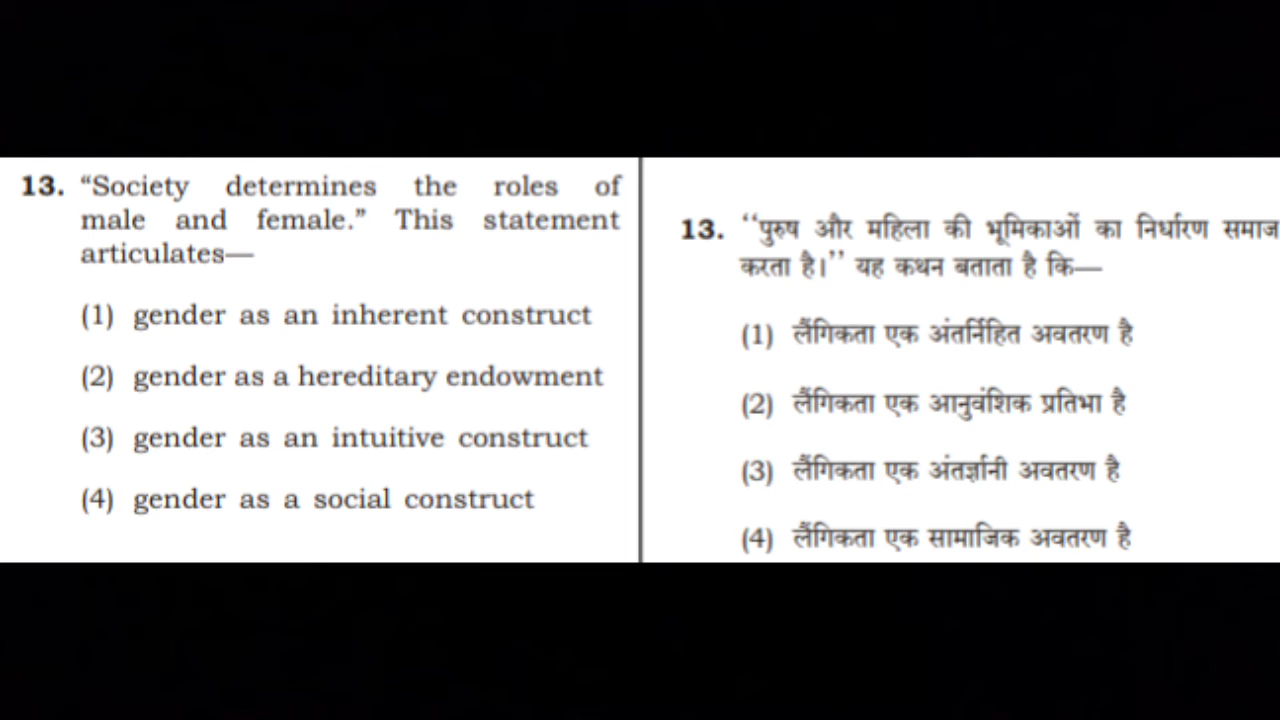 13. “Society determines the roles of
male and female.” This statement
articulates—
(1) gender as an inherent construct
(2) gender as a hereditary endowment
(3) gender as an intuitive construct
(4) gender as a social construct
13. ‘‘पुरुष और महिला की भूमिकाओं का निर्धारण समाज
करता है।’’ यह कथन बताता है कि—
(1) लैंगिकता एक अंतर्निहित अवतरण है
(2) लैंगिकता एक आनुवंशिक प्रतिभा है
(3) लैंगिकता एक अंतर्ज्ञानी अवतरण है
(4) लैंगिकता एक सामाजिक अवतरण है